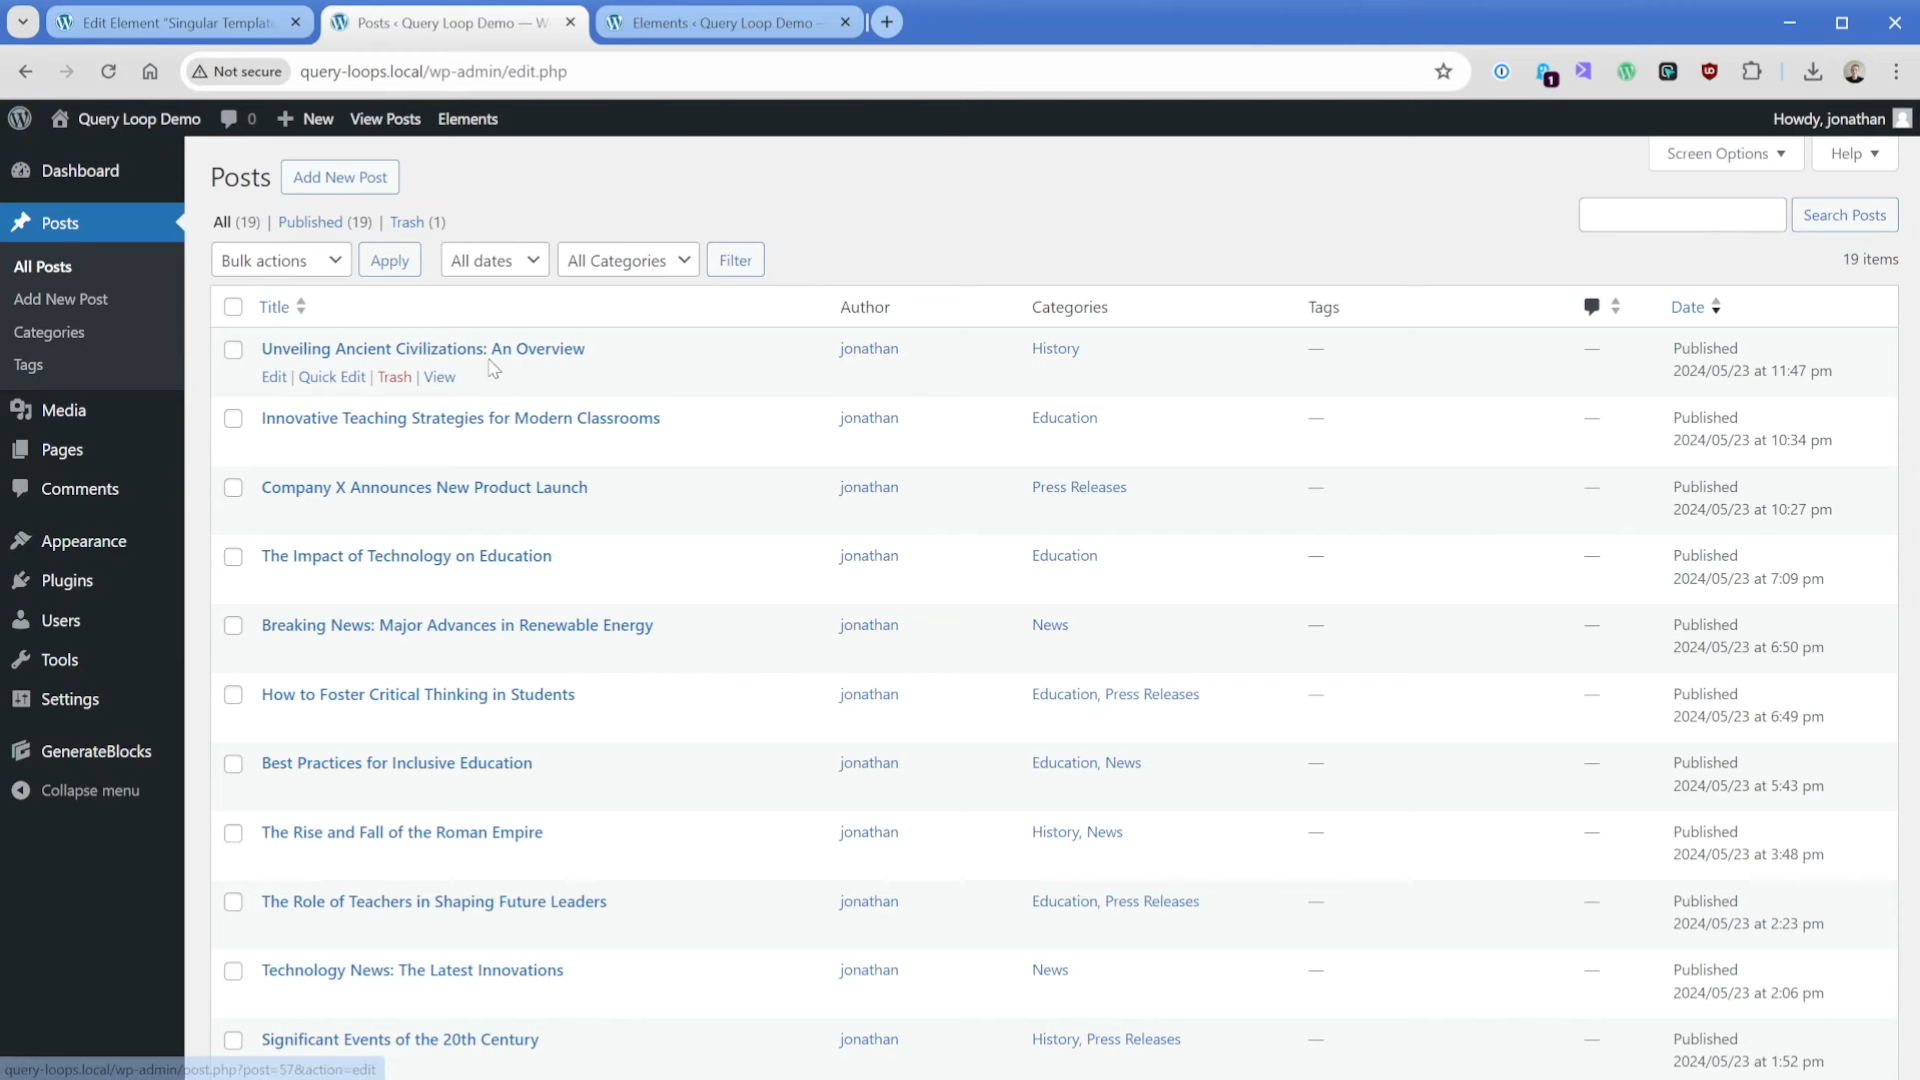 Edit Element "Singular Templat
Posts ‹ Query Loop Demo — W
Elements ‹ Query Loop Demo –
Not secure
query-loops.local/wp-admin/edit.php
1
Query Loop Demo
0
New
View Posts
Elements
Howdy, jonathan
Dashboard
Posts
All Posts
Add New Post
Categories
Tags
Media
Pages
Comments
Appearance
Plugins
Users
Tools
Settings
GenerateBlocks
Collapse menu
Screen Options
Help
Posts
Add New Post
All (19) | Published (19) | Trash (1)
Search Posts
Bulk actions
Apply
All dates
All Categories
Filter
19 items
Title
Author
Categories
Tags
Date
Unveiling Ancient Civilizations: An Overview
jonathan
History
—
—
Published
2024/05/23 at 11:47 pm
Edit | Quick Edit | Trash | View
Innovative Teaching Strategies for Modern Classrooms
jonathan
Education
—
—
Published
2024/05/23 at 10:34 pm
Company X Announces New Product Launch
jonathan
Press Releases
—
—
Published
2024/05/23 at 10:27 pm
The Impact of Technology on Education
jonathan
Education
—
—
Published
2024/05/23 at 7:09 pm
Breaking News: Major Advances in Renewable Energy
jonathan
News
—
—
Published
2024/05/23 at 6:50 pm
How to Foster Critical Thinking in Students
jonathan
Education, Press Releases
—
—
Published
2024/05/23 at 6:49 pm
Best Practices for Inclusive Education
jonathan
Education, News
—
—
Published
2024/05/23 at 5:43 pm
The Rise and Fall of the Roman Empire
jonathan
History, News
—
—
Published
2024/05/23 at 3:48 pm
The Role of Teachers in Shaping Future Leaders
jonathan
Education, Press Releases
—
—
Published
2024/05/23 at 2:23 pm
Technology News: The Latest Innovations
jonathan
News
—
—
Published
2024/05/23 at 2:06 pm
Significant Events of the 20th Century
jonathan
History, Press Releases
—
—
Published
2024/05/23 at 1:52 pm
query-loops.local/wp-admin/post.php?post=57&action=edit